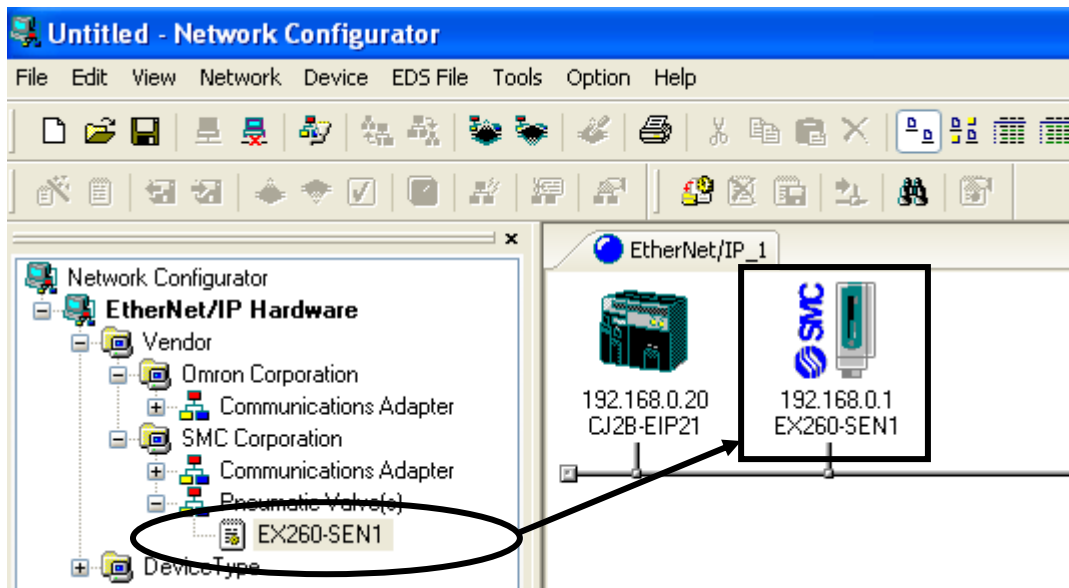 Untitled - Network Configurator
File Edit View Network Device EDS File Tools Option Help
Network Configurator
EtherNet/IP Hardware
Vendor
Omron Corporation
Communications Adapter
SMC Corporation
Communications Adapter
Pneumatic Valve(s)
EX260-SEN1
DeviceType
EtherNet/IP_1
SMC
192.168.0.20
CJ2B-EIP21
192.168.0.1
EX260-SEN1